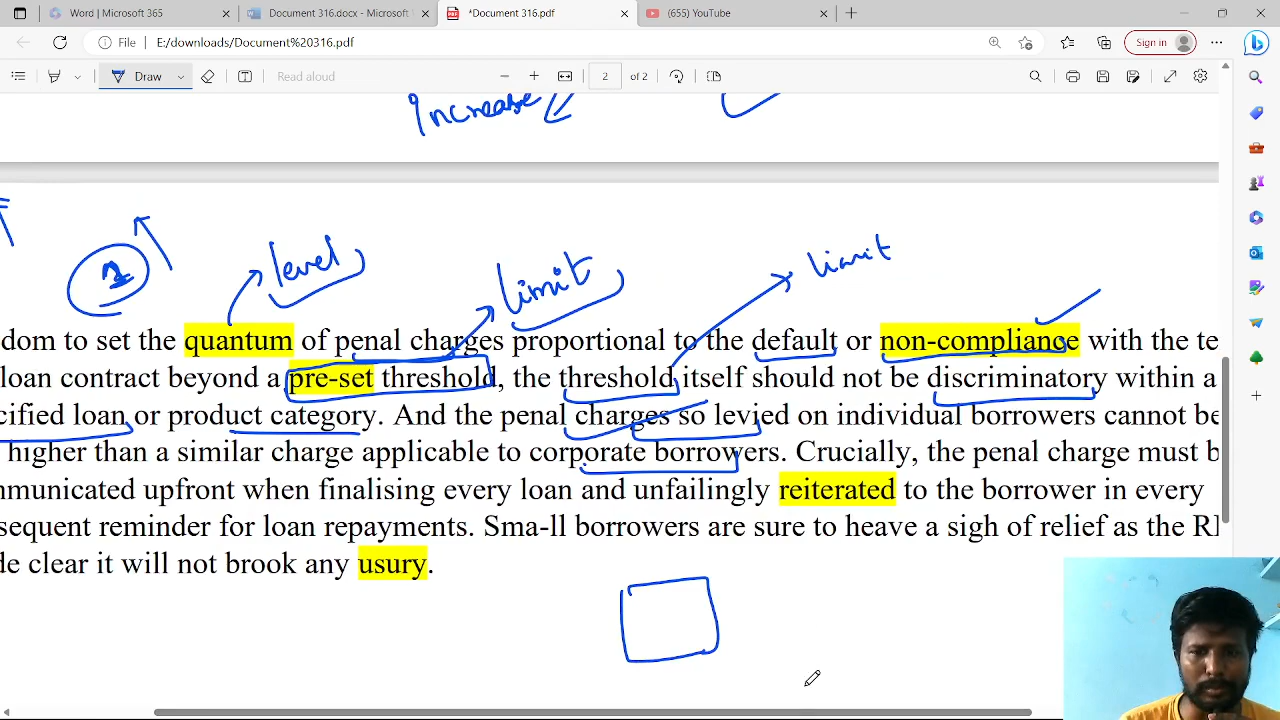 Word | Microsoft 365
Document 316.docx - Microsoft
*Document 316.pdf
(655) YouTube
File
E:/downloads/Document%20316.pdf
Sign in
Draw
Read aloud
2 of 2
Increase
2
level
limit
limit
dom to set the quantum of penal charges proportional to the default or non-compliance with the te
loan contract beyond a pre-set threshold, the threshold itself should not be discriminatory within a
cified loan or product category. And the penal charges so levied on individual borrowers cannot be
higher than a similar charge applicable to corporate borrowers. Crucially, the penal charge must b
nmunicated upfront when finalising every loan and unfailingly reiterated to the borrower in every
sequent reminder for loan repayments. Sma-ll borrowers are sure to heave a sigh of relief as the RI
de clear it will not brook any usury.